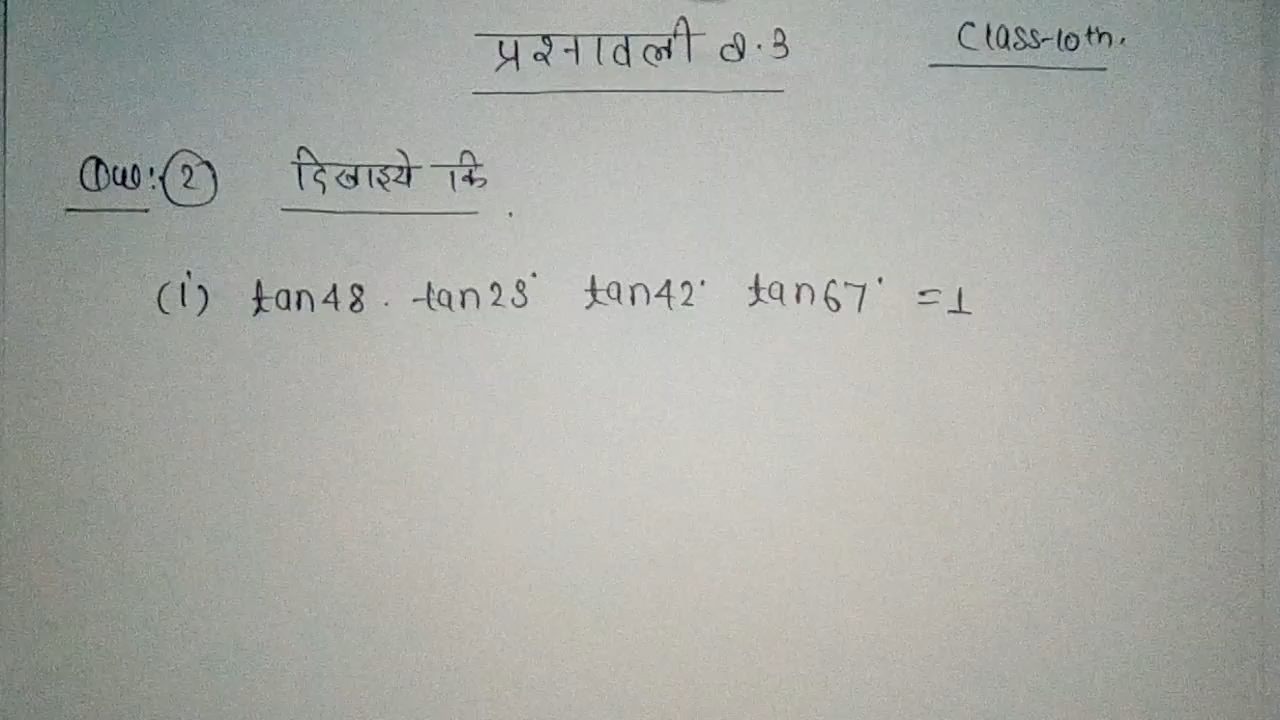 प्रश्नावली 8.3
Class-10th.
Que:② दिखाइये कि
(i) tan48. tan23° tan42° tan67° =1